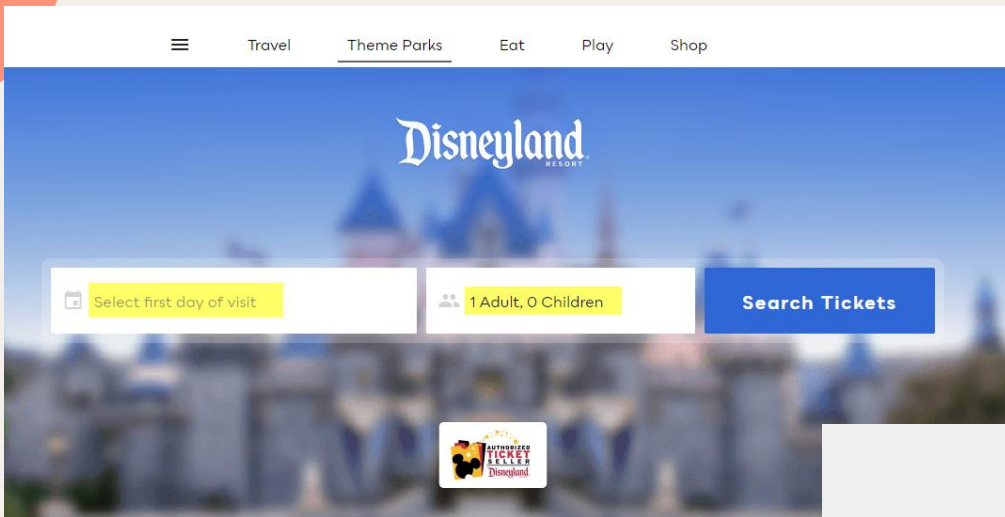 Travel Theme Parks Eat Play Shop
Disneyland
RESORT
Select first day of visit 1 Adult, 0 Children Search Tickets
AUTHORIZED
TICKET
SELLER
Disneyland